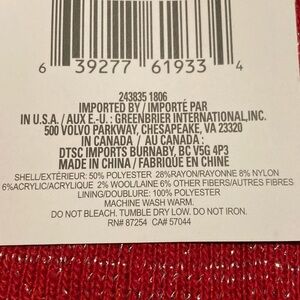 6 39277 61933 4
243835 1806
IMPORTED BY / IMPORTÉ PAR
IN U.S.A. / AUX E.-U. : GREENBRIER INTERNATIONAL,INC.
500 VOLVO PARKWAY, CHESAPEAKE, VA 23320
IN CANADA / AU CANADA :
DTSC IMPORTS BURNABY, BC V5G 4P3
MADE IN CHINA / FABRIQUÉ EN CHINE
SHELL/EXTÉRIEUR: 50% POLYESTER 28%RAYON/RAYONNE 8% NYLON
6%ACRYLIC/ACRYLIQUE 2% WOOL/LAINE 6% OTHER FIBERS/AUTRES FIBRES
LINING/DOUBLURE: 100% POLYESTER
MACHINE WASH WARM.
DO NOT BLEACH. TUMBLE DRY LOW. DO NOT IRON.
RN# 87254 CA# 57044